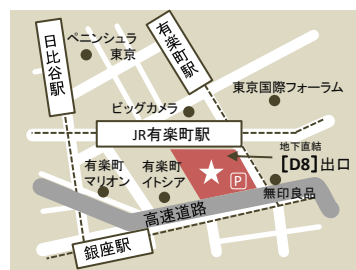 日比谷駅
ペニンシュラ
東京
有楽町駅
東京国際フォーラム
ビッグカメラ
JR有楽町駅
地下直結
[D8]出口
有楽町
マリオン
有楽町
イトシア
P
無印良品
高速道路
銀座駅